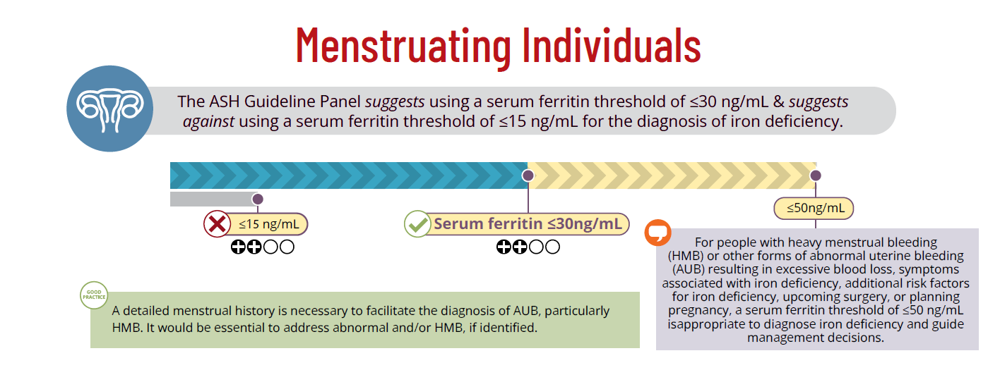 Menstruating Individuals
The ASH Guideline Panel suggests using a serum ferritin threshold of ≤30 ng/mL & suggests
against using a serum ferritin threshold of ≤15 ng/mL for the diagnosis of iron deficiency.
≤15 ng/mL
Serum ferritin ≤30ng/mL
≤50ng/mL
GOOD
PRACTICE
A detailed menstrual history is necessary to facilitate the diagnosis of AUB, particularly
HMB. It would be essential to address abnormal and/or HMB, if identified.
For people with heavy menstrual bleeding
(HMB) or other forms of abnormal uterine bleeding
(AUB) resulting in excessive blood loss, symptoms
associated with iron deficiency, additional risk factors
for iron deficiency, upcoming surgery, or planning
pregnancy, a serum ferritin threshold of ≤50 ng/mL
isappropriate to diagnose iron deficiency and guide
management decisions.